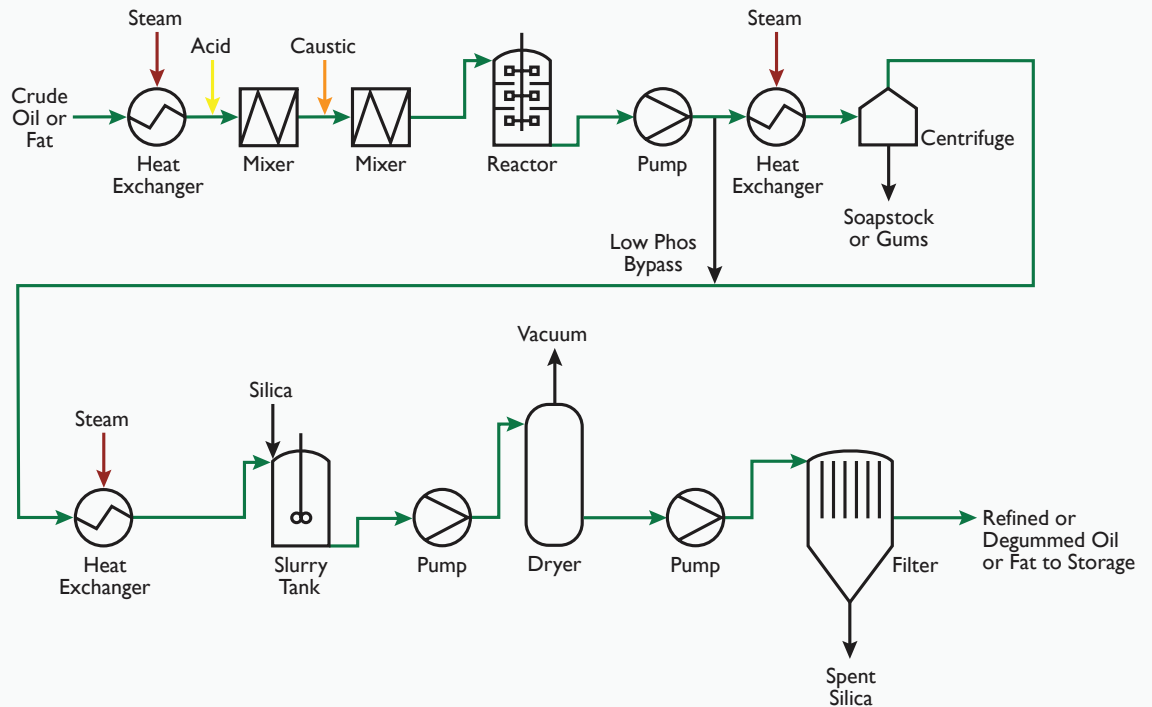 Steam
Acid
Caustic
Steam
Crude
Oil or
Fat
Heat
Exchanger
Mixer
Mixer
Reactor
Pump
Heat
Exchanger
Centrifuge
Soapstock
or Gums
Low Phos
Bypass
Vacuum
Silica
Steam
Heat
Exchanger
Slurry
Tank
Pump
Dryer
Pump
Filter
Refined or
Degummed Oil
or Fat to Storage
Spent
Silica